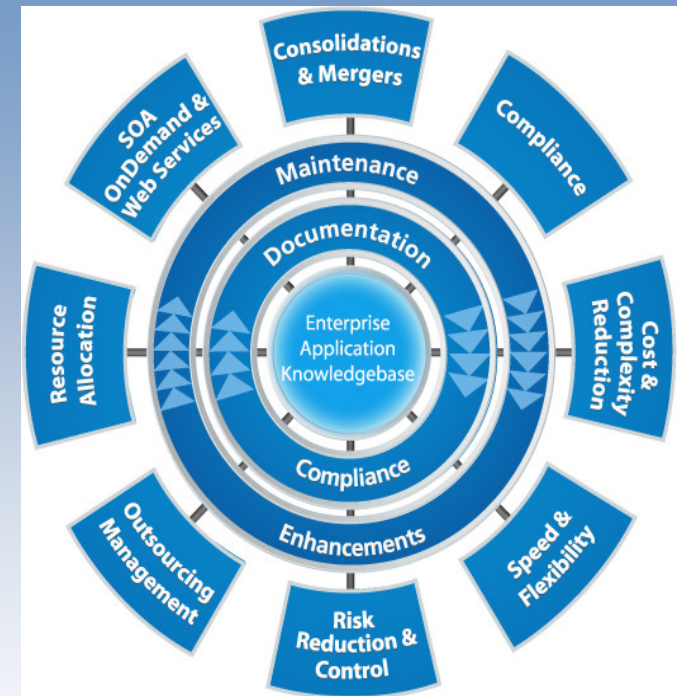 Consolidations
& Mergers
Compliance
Cost &
Complexity
Reduction
Speed &
Flexibility
Risk
Reduction &
Control
Outsourcing
Management
Resource
Allocation
SOA
OnDemand &
Web Services
Maintenance
Documentation
Enterprise
Application
Knowledgebase
Compliance
Enhancements